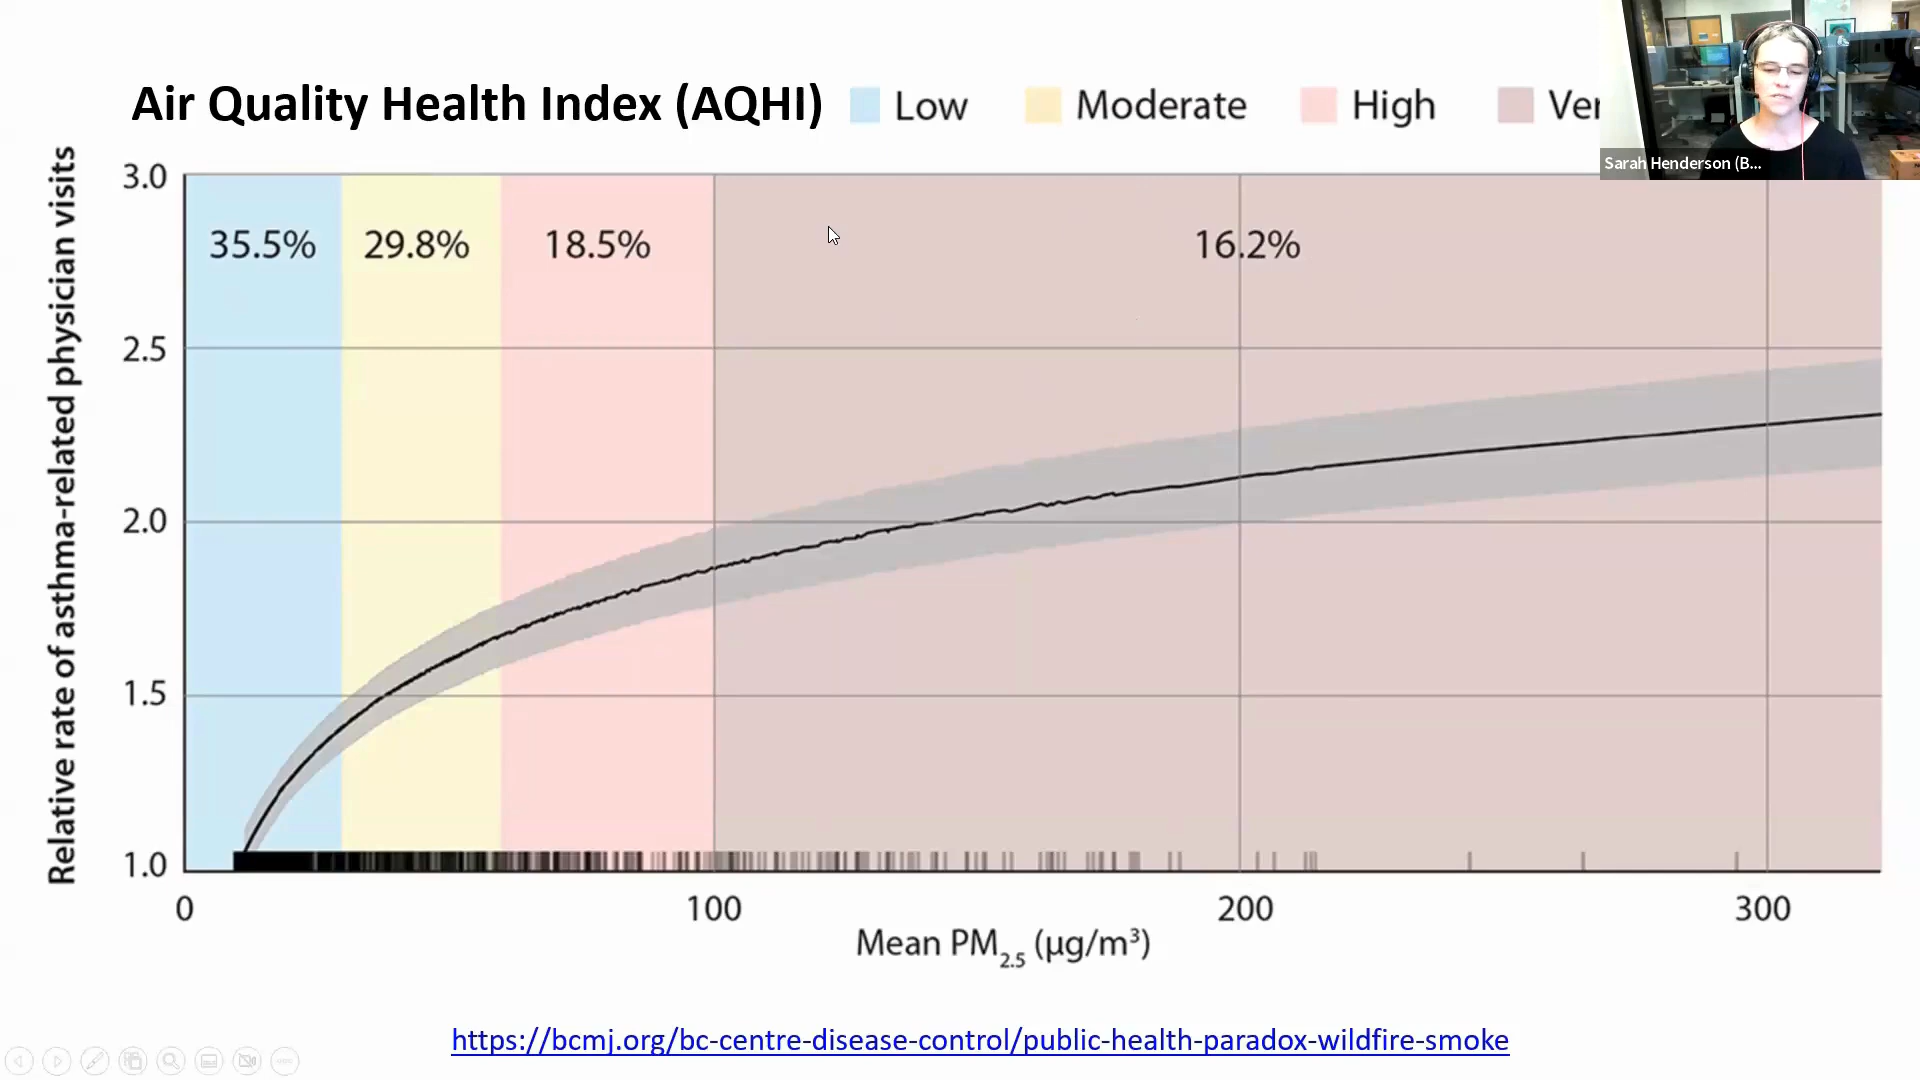 Air Quality Health Index (AQHI)
Low
Moderate
High
Sarah Henderson (B...
Relative rate of asthma-related physician visits
3.0
2.5
2.0
1.5
1.0
35.5%
29.8%
18.5%
16.2%
0
100
200
300
Mean PM2.5 (µg/m³)
https://bcmj.org/bc-centre-disease-control/public-health-paradox-wildfire-smoke